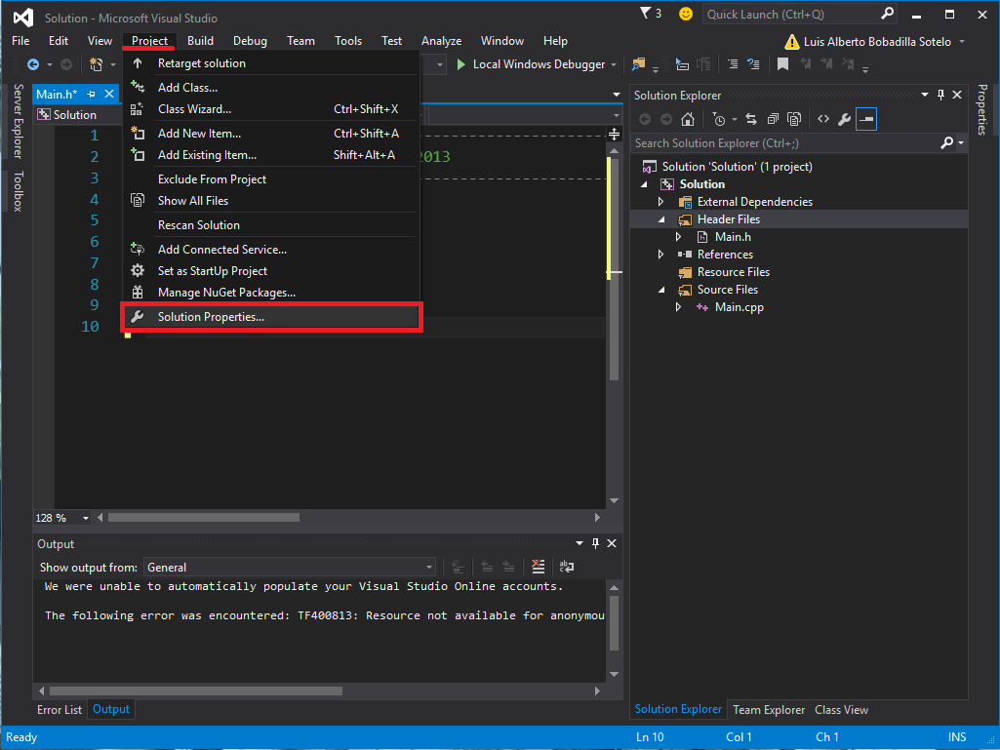 Solution - Microsoft Visual Studio
3
Quick Launch (Ctrl+Q)
File Edit View Project Build Debug Team Tools Test Analyze Window Help
Luis Alberto Bobadilla Sotelo
Local Windows Debugger
Server Explorer
Toolbox
Main.h*
Solution
1
2
3
4
5
6
7
8
9
10
2013
Retarget solution
Add Class...
Class Wizard... Ctrl+Shift+X
Add New Item... Ctrl+Shift+A
Add Existing Item... Shift+Alt+A
Exclude From Project
Show All Files
Rescan Solution
Add Connected Service...
Set as StartUp Project
Manage NuGet Packages...
Solution Properties...
128 %
Output
Show output from: General
We were unable to automatically populate your Visual Studio Online accounts.
The following error was encountered: TF400813: Resource not available for anonymou
Error List Output
Solution Explorer
Search Solution Explorer (Ctrl+;)
Solution 'Solution' (1 project)
Solution
External Dependencies
Header Files
Main.h
References
Resource Files
Source Files
Main.cpp
Solution Explorer Team Explorer Class View
Properties
Ready Ln 10 Col 1 Ch 1 INS